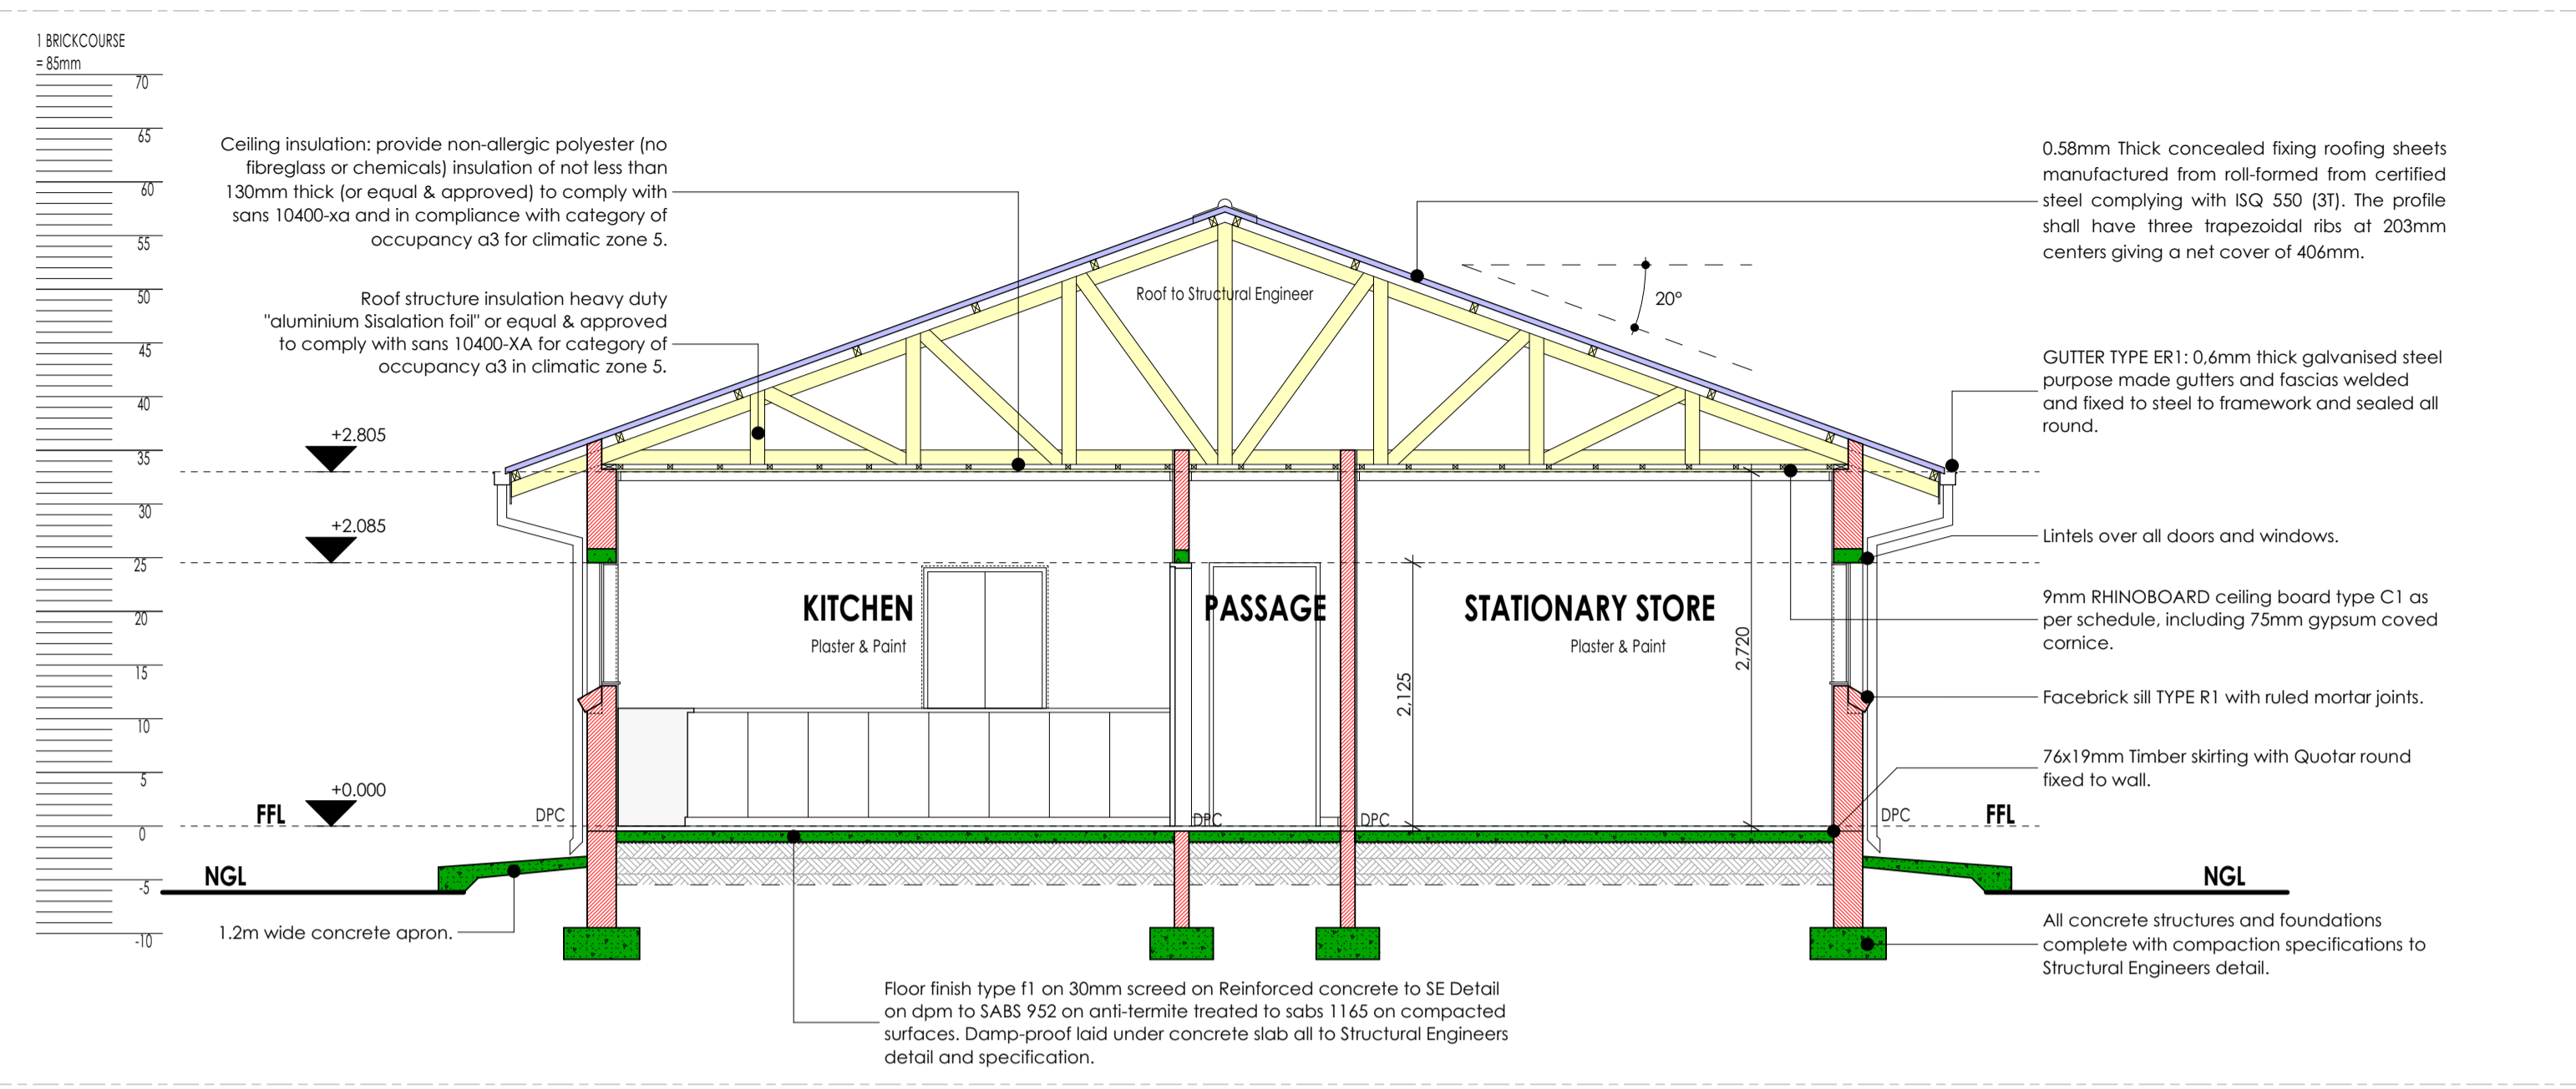 1 BRICKCOURSE
= 85mm
70
65
60
55
50
45
40
35
30
25
20
15
10
5
0
-5
-10
Ceiling insulation: provide non-allergic polyester (no
fibreglass or chemicals) insulation of not less than
130mm thick (or equal & approved) to comply with
sans 10400-xa and in compliance with category of
occupancy a3 for climatic zone 5.
Roof structure insulation heavy duty
"aluminium Sisalation foil" or equal & approved
to comply with sans 10400-XA for category of
occupancy a3 in climatic zone 5.
+2.805
+2.085
+0.000
FFL
DPC
NGL
1.2m wide concrete apron.
Roof to Structural Engineer
20°
KITCHEN
Plaster & Paint
PASSAGE
STATIONARY STORE
Plaster & Paint
2,125
2,720
DPC
DPC
DPC
FFL
NGL
0.58mm Thick concealed fixing roofing sheets
manufactured from roll-formed from certified
steel complying with ISQ 550 (3T). The profile
shall have three trapezoidal ribs at 203mm
centers giving a net cover of 406mm.
GUTTER TYPE ER1: 0,6mm thick galvanised steel
purpose made gutters and fascias welded
and fixed to steel to framework and sealed all
round.
Lintels over all doors and windows.
9mm RHINOBOARD ceiling board type C1 as
per schedule, including 75mm gypsum coved
cornice.
Facebrick sill TYPE R1 with ruled mortar joints.
76x19mm Timber skirting with Quotar round
fixed to wall.
All concrete structures and foundations
complete with compaction specifications to
Structural Engineers detail.
Floor finish type f1 on 30mm screed on Reinforced concrete to SE Detail
on dpm to SABS 952 on anti-termite treated to sabs 1165 on compacted
surfaces. Damp-proof laid under concrete slab all to Structural Engineers
detail and specification.